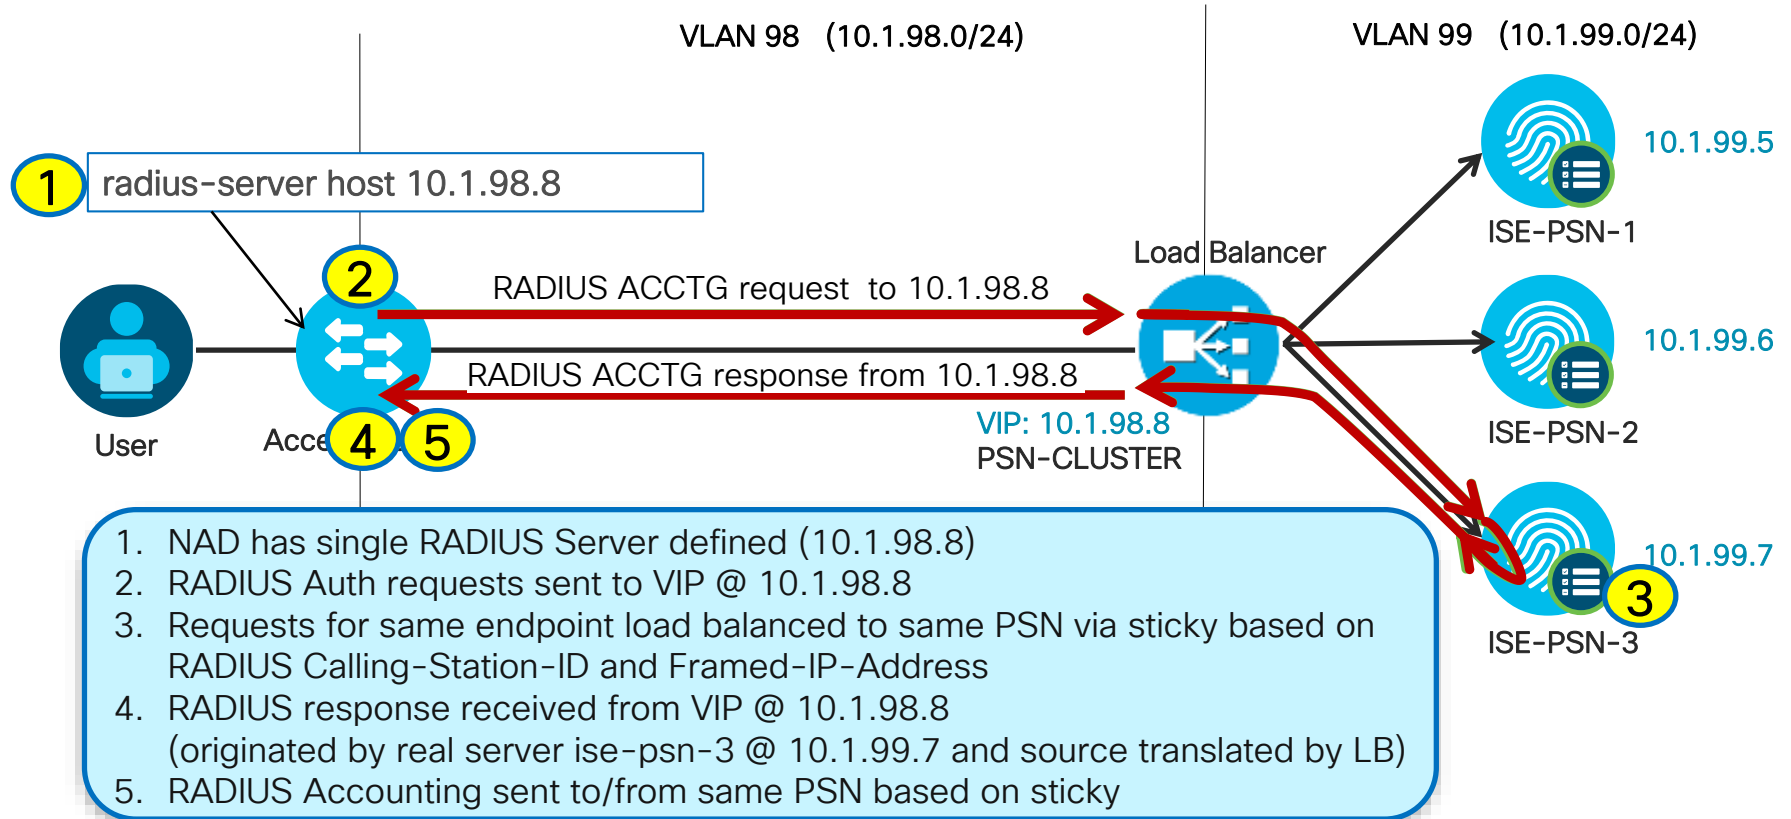 VLAN 98 (10.1.98.0/24)
VLAN 99 (10.1.99.0/24)
1
radius-server host 10.1.98.8
10.1.99.5
ISE-PSN-1
Load Balancer
2
RADIUS ACCTG request to 10.1.98.8
10.1.99.6
RADIUS ACCTG response from 10.1.98.8
VIP: 10.1.98.8
PSN-CLUSTER
User
Acce
4
5
ISE-PSN-2
10.1.99.7
3
ISE-PSN-3
1. NAD has single RADIUS Server defined (10.1.98.8)
2. RADIUS Auth requests sent to VIP @ 10.1.98.8
3. Requests for same endpoint load balanced to same PSN via sticky based on
RADIUS Calling-Station-ID and Framed-IP-Address
4. RADIUS response received from VIP @ 10.1.98.8
(originated by real server ise-psn-3 @ 10.1.99.7 and source translated by LB)
5. RADIUS Accounting sent to/from same PSN based on sticky